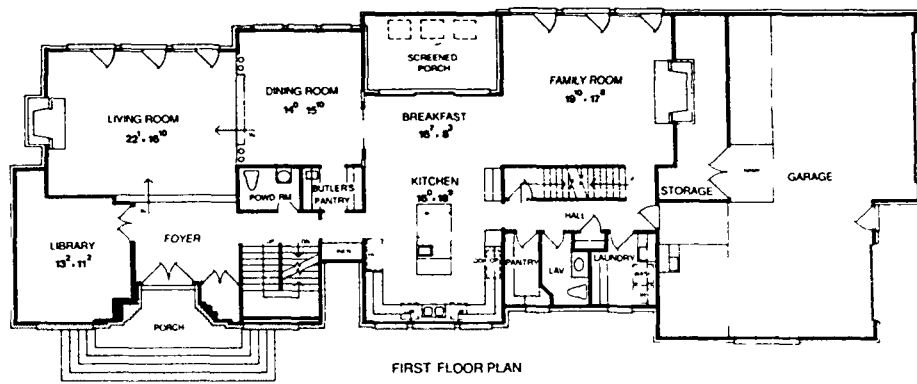 SCREENED
PORCH
DINING ROOM
14⁰ 15¹⁰
FAMILY ROOM
19¹⁰ · 17⁸
LIVING ROOM
22¹ · 16¹⁰
BREAKFAST
16⁷ · 8³
GARAGE
POWD RM
BUTLER'S
PANTRY
KITCHEN
STORAGE
LIBRARY
13² · 11²
FOYER
HALL
PANTRY
LAV
LAUNDRY
PORCH
FIRST FLOOR PLAN